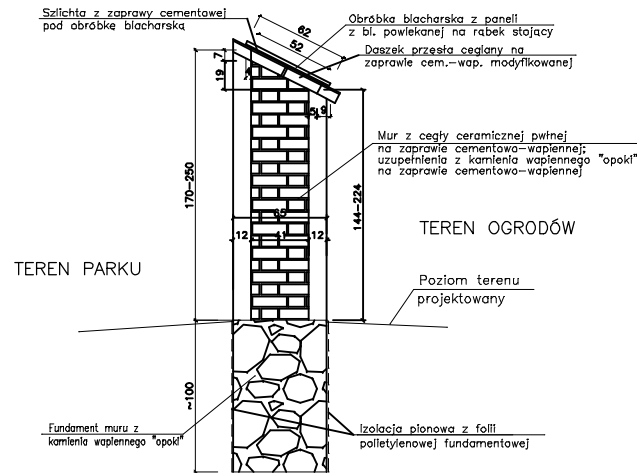 Szlichta z zaprawy cementowej
pod obróbkę blacharską
62
52
Obróbka blacharska z paneli
z bl. powlekanej na rąbek stojący
Daszek przęsła ceglany na
zaprawie cem.-wap. modyfikowanej
7
4
19
5
9
Mur z cegły ceramicznej pwłnej
na zaprawie cementowo-wapiennej;
uzupełnienia z kamienia wapiennego "opoki"
na zaprawie cementowo-wapiennej
170-250
144-224
65
12
41
12
TEREN OGRODÓW
TEREN PARKU
Poziom terenu
projektowany
~100
Fundament muru z
kamienia wapiennego "opoki"
Izolacja pionowa z folii
polietylenowej fundamentowej